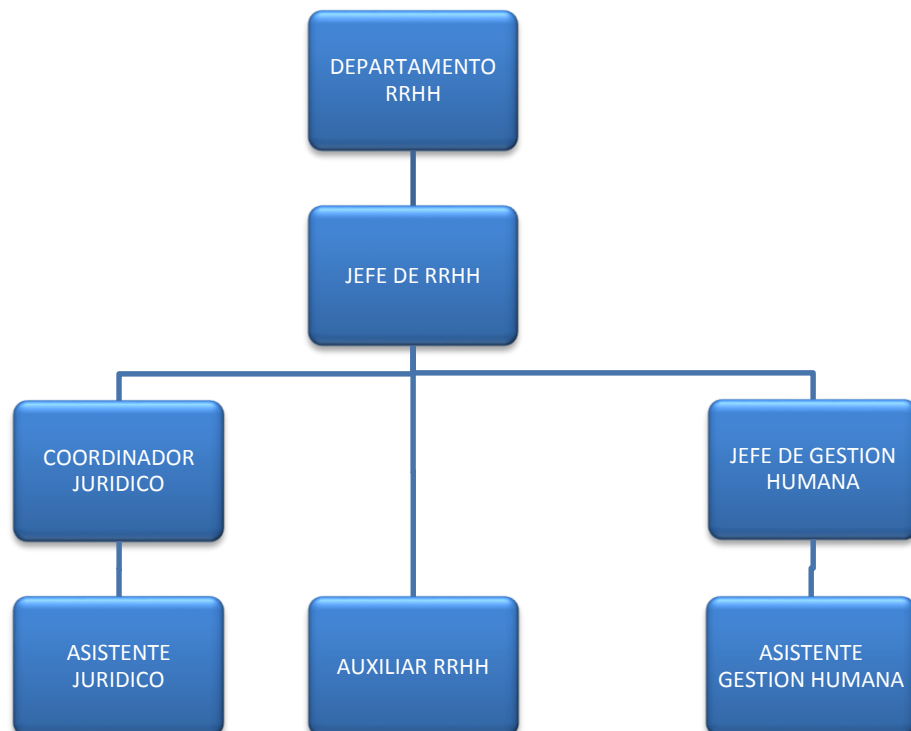 DEPARTAMENTO
RRHH
JEFE DE RRHH
COORDINADOR
JURIDICO
JEFE DE GESTION
HUMANA
ASISTENTE
JURIDICO
AUXILIAR RRHH
ASISTENTE
GESTION HUMANA